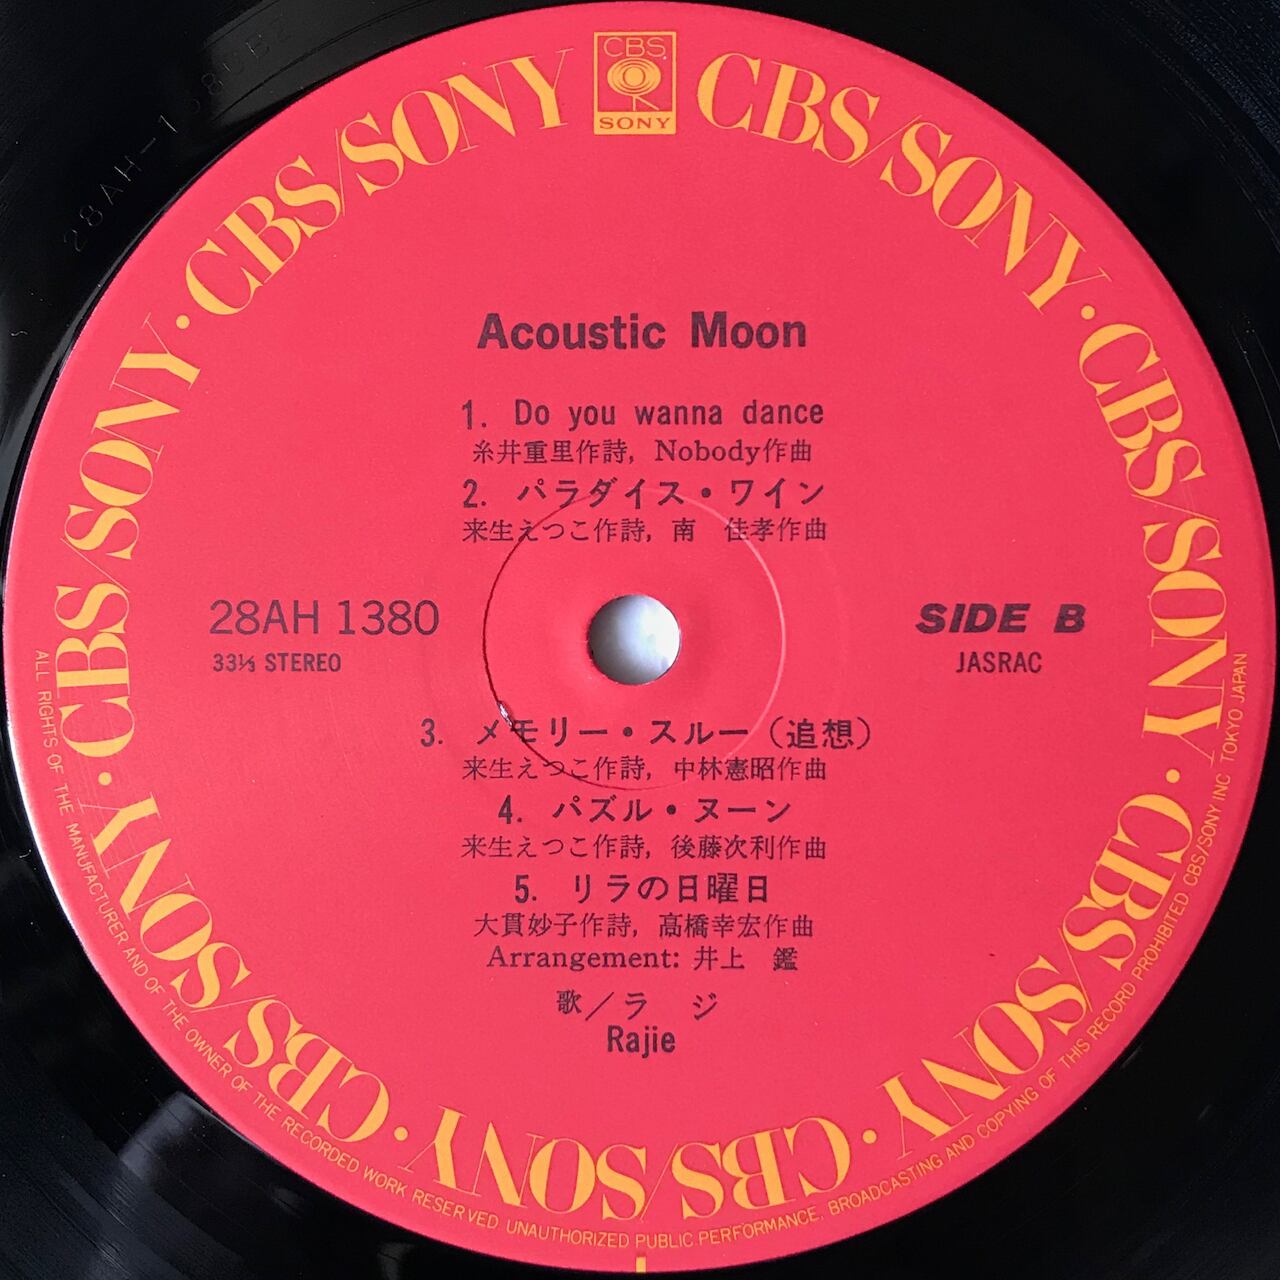 CBS
SONY
CBS/SONY · CBS/SONY · CBS/SONY · CBS/SONY · CBS/SONY · CBS/SONY · CBS/SONY · CBS/SONY
Acoustic Moon
1. Do you wanna dance
糸井重里作詩, Nobody作曲
2. パラダイス・ワイン
来生えつこ作詩, 南 佳孝作曲
28AH 1380
33⅓ STEREO
SIDE B
JASRAC
3. メモリー・スルー（追想）
来生えつこ作詩, 中林憲昭作曲
4. パズル・ヌーン
来生えつこ作詩, 後藤次利作曲
5. リラの日曜日
大貫妙子作詩, 高橋幸宏作曲
Arrangement: 井上 鑑
歌／ラ ジ
Rajie
ALL RIGHTS OF THE MANUFACTURER AND OF THE OWNER OF THE RECORDED WORK RESERVED. UNAUTHORIZED PUBLIC PERFORMANCE, BROADCASTING AND COPYING OF THIS RECORD PROHIBITED CBS/SONY INC TOKYO JAPAN